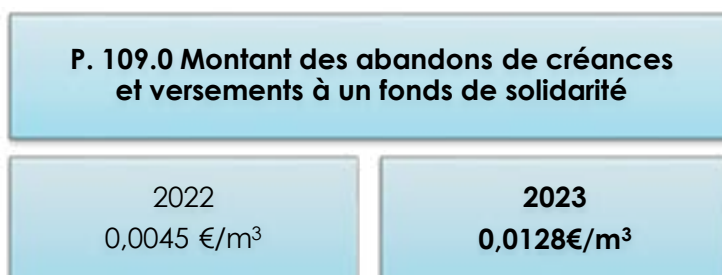 P. 109.0 Montant des abandons de créances
et versements à un fonds de solidarité
2022
0,0045 €/m³
2023
0,0128€/m³